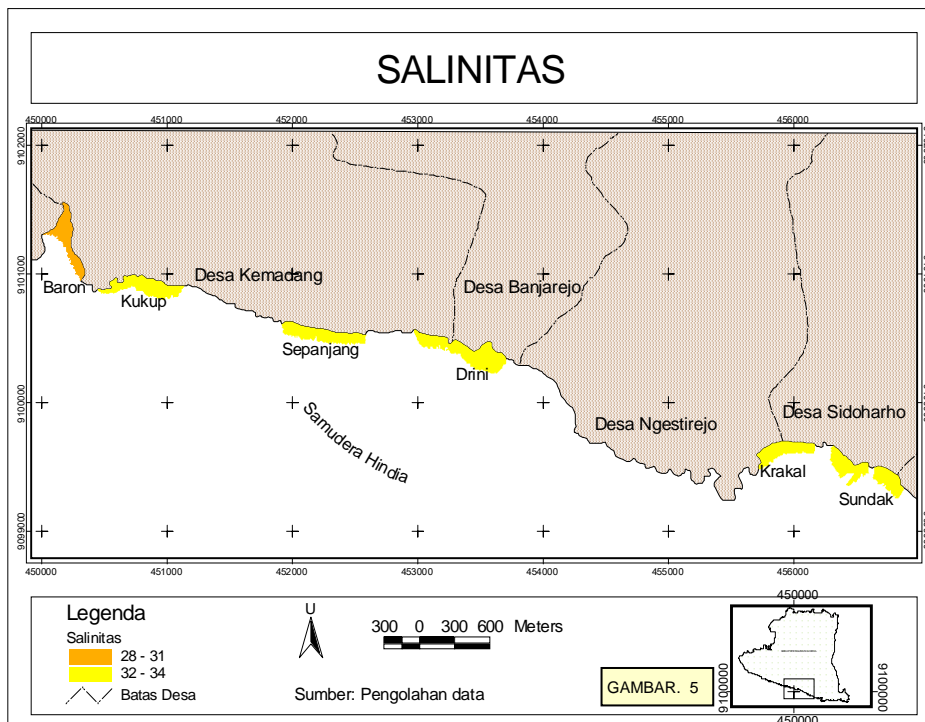 SALINITAS
450000 451000 452000 453000 454000 455000 456000
9102000
9101000
9100000
9099000
Baron
Kukup
Desa Kemadang
Sepanjang
Desa Banjarejo
Drini
Samudera Hindia
Desa Ngestirejo
Desa Sidoharho
Krakal
Sundak
450000 451000 452000 453000 454000 455000 456000
Legenda
Salinitas
28 - 31
32 - 34
Batas Desa
U
300 0 300 600 Meters
Sumber: Pengolahan data
GAMBAR. 5
450000
9100000
9100000
450000